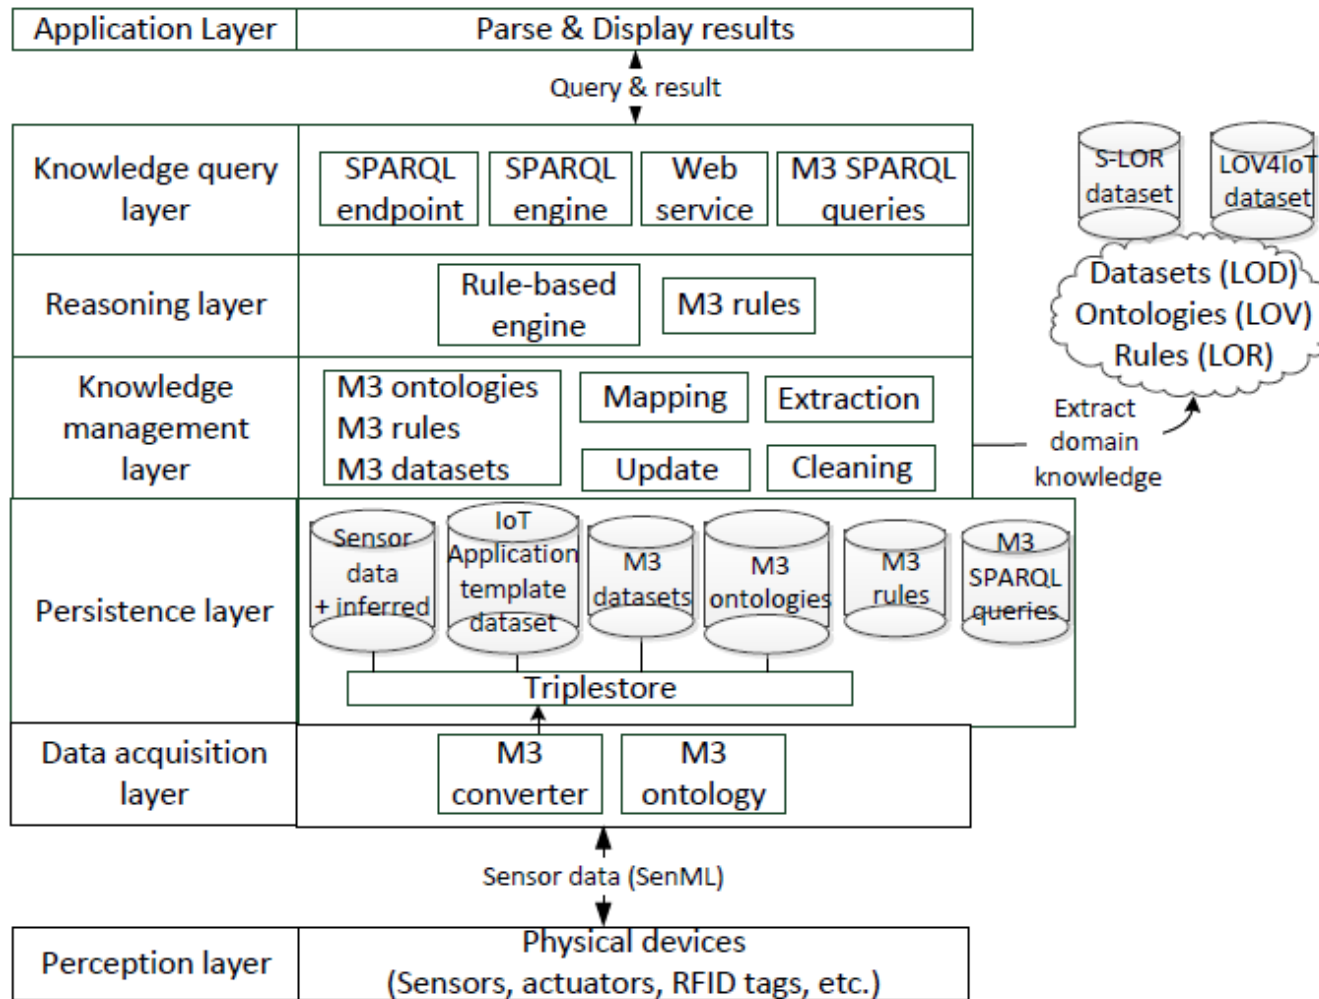 Application Layer
Parse & Display results
Query & result
Knowledge query
layer
SPARQL
endpoint
SPARQL
engine
Web
service
M3 SPARQL
queries
S-LOR
dataset
LOV4IoT
dataset
Reasoning layer
Rule-based
engine
M3 rules
Datasets (LOD)
Ontologies (LOV)
Rules (LOR)
Knowledge
management
layer
M3 ontologies
M3 rules
M3 datasets
Mapping
Extraction
Update
Cleaning
Extract
domain
knowledge
Persistence layer
Sensor
data
+ inferred
IoT
Application
template
dataset
M3
datasets
M3
ontologies
M3
rules
M3
SPARQL
queries
Triplestore
Data acquisition
layer
M3
converter
M3
ontology
Sensor data (SenML)
Perception layer
Physical devices
(Sensors, actuators, RFID tags, etc.)